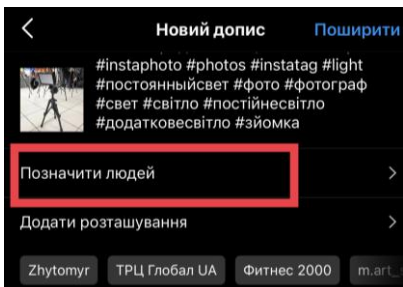 Новий допис
Поширити
#instaphoto #photos #instatag #light
#постоянныйсвет #фото #фотограф
#свет #світло #постійнесвітло
#додатковесвітло #зйомка
Позначити людей
Додати розташування
Zhytomyr
ТРЦ Глобал UA
Фитнес 2000
m.art_